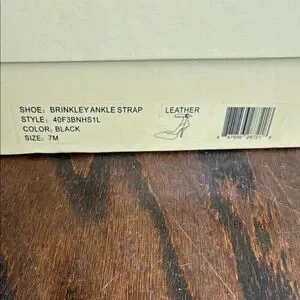 SHOE: BRINKLEY ANKLE STRAP
STYLE: 40F3BNHS1L
COLOR: BLACK
SIZE: 7M
LEATHER